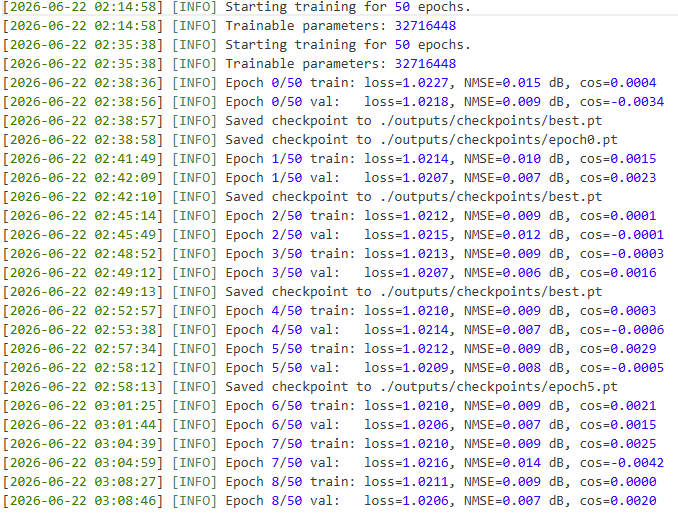 [2026-06-22 02:14:58] [INFO] Starting training for 50 epochs.
[2026-06-22 02:14:58] [INFO] Trainable parameters: 32716448
[2026-06-22 02:35:38] [INFO] Starting training for 50 epochs.
[2026-06-22 02:35:38] [INFO] Trainable parameters: 32716448
[2026-06-22 02:38:36] [INFO] Epoch 0/50 train: loss=1.0227, NMSE=0.015 dB, cos=0.0004
[2026-06-22 02:38:56] [INFO] Epoch 0/50 val:   loss=1.0218, NMSE=0.009 dB, cos=-0.0034
[2026-06-22 02:38:57] [INFO] Saved checkpoint to ./outputs/checkpoints/best.pt
[2026-06-22 02:38:58] [INFO] Saved checkpoint to ./outputs/checkpoints/epoch0.pt
[2026-06-22 02:41:49] [INFO] Epoch 1/50 train: loss=1.0214, NMSE=0.010 dB, cos=0.0015
[2026-06-22 02:42:09] [INFO] Epoch 1/50 val:   loss=1.0207, NMSE=0.007 dB, cos=0.0023
[2026-06-22 02:42:10] [INFO] Saved checkpoint to ./outputs/checkpoints/best.pt
[2026-06-22 02:45:14] [INFO] Epoch 2/50 train: loss=1.0212, NMSE=0.009 dB, cos=0.0001
[2026-06-22 02:45:49] [INFO] Epoch 2/50 val:   loss=1.0215, NMSE=0.012 dB, cos=-0.0001
[2026-06-22 02:48:52] [INFO] Epoch 3/50 train: loss=1.0213, NMSE=0.009 dB, cos=-0.0003
[2026-06-22 02:49:12] [INFO] Epoch 3/50 val:   loss=1.0207, NMSE=0.006 dB, cos=0.0016
[2026-06-22 02:49:13] [INFO] Saved checkpoint to ./outputs/checkpoints/best.pt
[2026-06-22 02:52:57] [INFO] Epoch 4/50 train: loss=1.0210, NMSE=0.009 dB, cos=0.0003
[2026-06-22 02:53:38] [INFO] Epoch 4/50 val:   loss=1.0214, NMSE=0.007 dB, cos=-0.0006
[2026-06-22 02:57:34] [INFO] Epoch 5/50 train: loss=1.0212, NMSE=0.009 dB, cos=0.0029
[2026-06-22 02:58:12] [INFO] Epoch 5/50 val:   loss=1.0209, NMSE=0.008 dB, cos=-0.0005
[2026-06-22 02:58:13] [INFO] Saved checkpoint to ./outputs/checkpoints/epoch5.pt
[2026-06-22 03:01:25] [INFO] Epoch 6/50 train: loss=1.0210, NMSE=0.009 dB, cos=0.0021
[2026-06-22 03:01:44] [INFO] Epoch 6/50 val:   loss=1.0206, NMSE=0.007 dB, cos=0.0015
[2026-06-22 03:04:39] [INFO] Epoch 7/50 train: loss=1.0210, NMSE=0.009 dB, cos=0.0025
[2026-06-22 03:04:59] [INFO] Epoch 7/50 val:   loss=1.0216, NMSE=0.014 dB, cos=-0.0042
[2026-06-22 03:08:27] [INFO] Epoch 8/50 train: loss=1.0211, NMSE=0.009 dB, cos=0.0000
[2026-06-22 03:08:46] [INFO] Epoch 8/50 val:   loss=1.0206, NMSE=0.007 dB, cos=0.0020